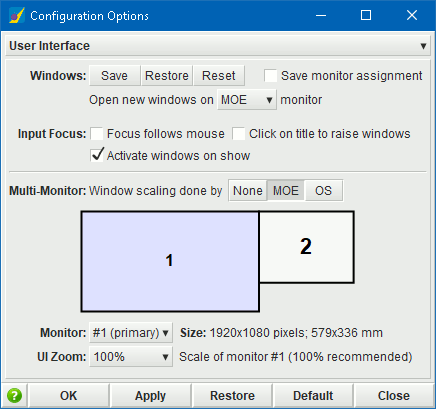 Configuration Options
User Interface
Windows: Save Restore Reset Save monitor assignment
Open new windows on MOE monitor
Input Focus: Focus follows mouse Click on title to raise windows
Activate windows on show
Multi-Monitor: Window scaling done by None MOE OS
1 2
Monitor: #1 (primary) Size: 1920x1080 pixels; 579x336 mm
UI Zoom: 100% Scale of monitor #1 (100% recommended)
? OK Apply Restore Default Close